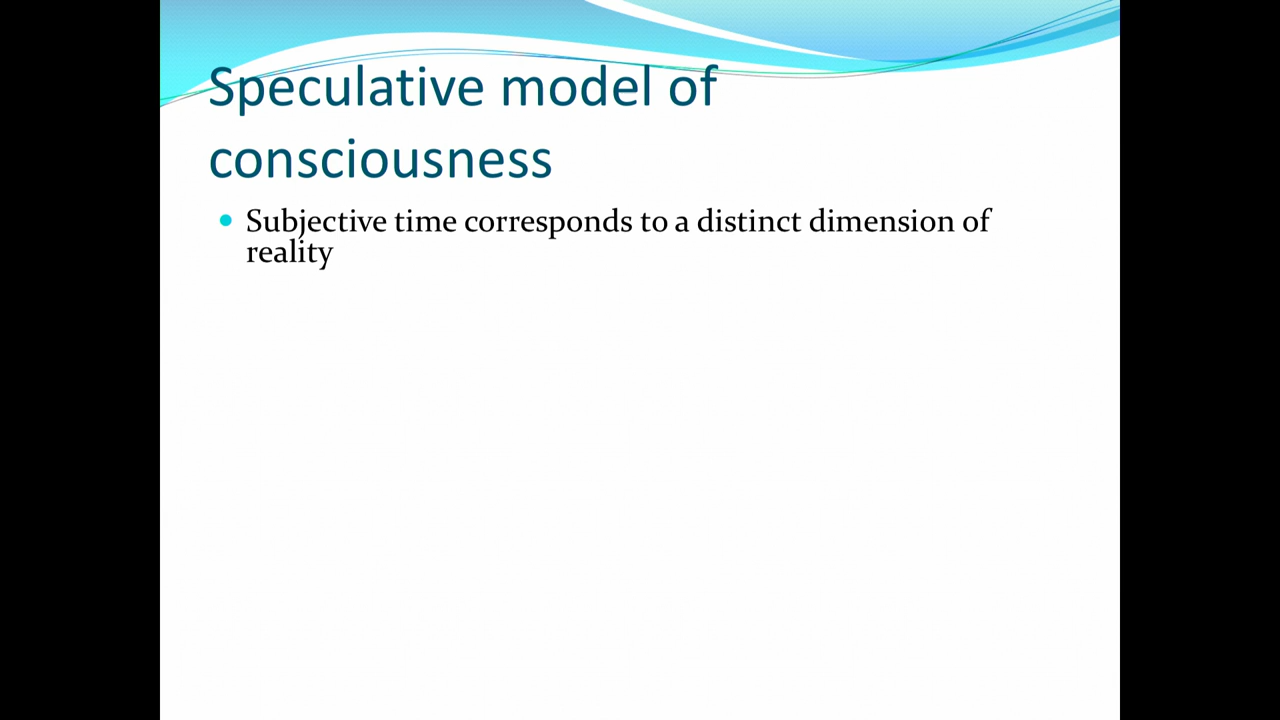 Speculative model of
consciousness
• Subjective time corresponds to a distinct dimension of
reality